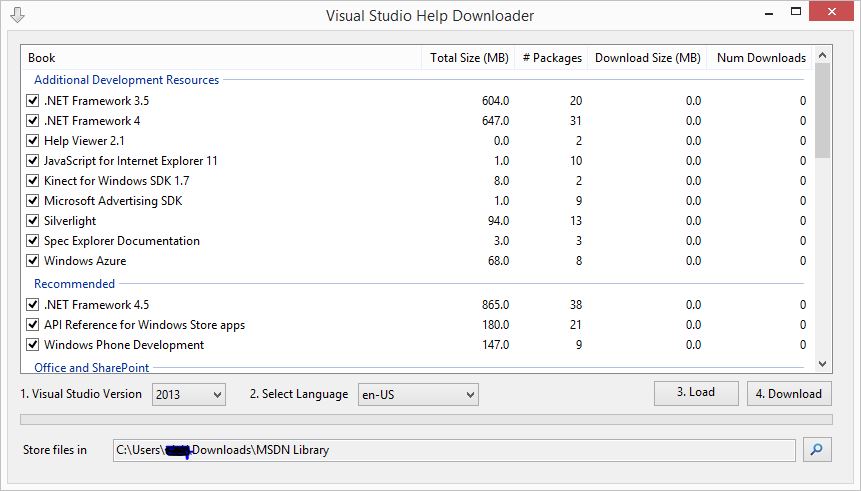 Visual Studio Help Downloader
Book Total Size (MB) # Packages Download Size (MB) Num Downloads
Additional Development Resources
.NET Framework 3.5 604.0 20 0.0 0
.NET Framework 4 647.0 31 0.0 0
Help Viewer 2.1 0.0 2 0.0 0
JavaScript for Internet Explorer 11 1.0 10 0.0 0
Kinect for Windows SDK 1.7 8.0 2 0.0 0
Microsoft Advertising SDK 1.0 9 0.0 0
Silverlight 94.0 13 0.0 0
Spec Explorer Documentation 3.0 3 0.0 0
Windows Azure 68.0 8 0.0 0
Recommended
.NET Framework 4.5 865.0 38 0.0 0
API Reference for Windows Store apps 180.0 21 0.0 0
Windows Phone Development 147.0 9 0.0 0
Office and SharePoint
1. Visual Studio Version 2013 2. Select Language en-US 3. Load 4. Download
Store files in C:\Users\ Downloads\MSDN Library